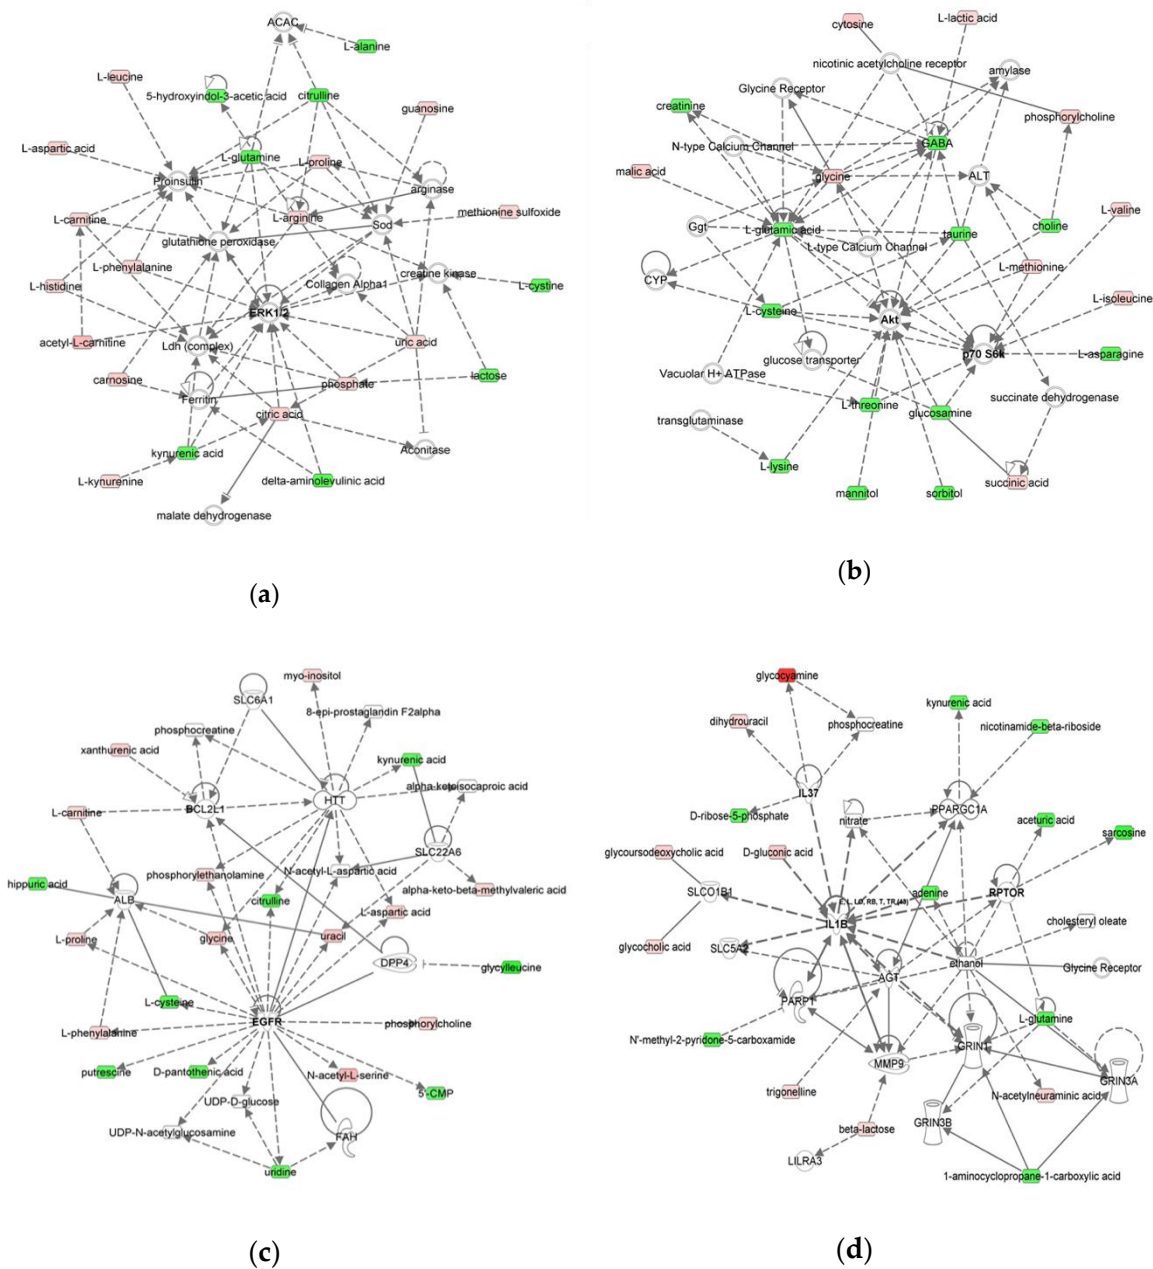 ACAC
L-alanine
L-leucine
5-hydroxyindol-3-acetic acid
citrulline
guanosine
L-aspartic acid
L-glutamine
L-proline
Proinsulin
arginase
L-carnitine
L-arginine
methionine sulfoxide
Sod
glutathione peroxidase
L-phenylalanine
creatine kinase
L-histidine
Collagen Alpha1
L-cystine
ERK1/2
acetyl-L-carnitine
Ldh (complex)
uric acid
carnosine
phosphate
lactose
Ferritin
citric acid
kynurenic acid
Aconitase
L-kynurenine
delta-aminolevulinic acid
malate dehydrogenase
(a)
cytosine
L-lactic acid
nicotinic acetylcholine receptor
amylase
Glycine Receptor
creatinine
phosphorylcholine
GABA
N-type Calcium Channel
malic acid
glycine
ALT
L-valine
Ggt
L-glutamic acid
taurine
choline
L-type Calcium Channel
CYP
L-methionine
L-isoleucine
L-cysteine
Akt
glucose transporter
p70 S6k
L-asparagine
Vacuolar H+ ATPase
succinate dehydrogenase
L-threonine
glucosamine
transglutaminase
L-lysine
succinic acid
mannitol
sorbitol
(b)
myo-inositol
SLC6A1
8-epi-prostaglandin F2alpha
phosphocreatine
xanthurenic acid
kynurenic acid
alpha-ketoisocaproic acid
HTT
BCL2L1
L-carnitine
SLC22A6
phosphorylethanolamine
N-acetyl-L-aspartic acid
hippuric acid
alpha-keto-beta-methylvaleric acid
ALB
citrulline
L-aspartic acid
L-proline
glycine
uracil
DPP4
glycylleucine
L-cysteine
EGFR
L-phenylalanine
phosphorylcholine
putrescine
D-pantothenic acid
N-acetyl-L-serine
5'-CMP
UDP-D-glucose
UDP-N-acetylglucosamine
FAH
uridine
(c)
glycocyamine
kynurenic acid
dihydrouracil
phosphocreatine
nicotinamide-beta-riboside
IL37
D-ribose-5-phosphate
nitrate
PPARGC1A
aceturic acid
sarcosine
glycoursodeoxycholic acid
D-gluconic acid
SLCO1B1
adenine
RPTOR
IL1B
cholesteryl oleate
glycocholic acid
SLC5A2
ethanol
Glycine Receptor
AGT
PARP1
L-glutamine
N'-methyl-2-pyridone-5-carboxamide
GRIN1
MMP9
GRIN3A
trigonelline
N-acetylneuraminic acid
beta-lactose
GRIN3B
LILRA3
1-aminocyclopropane-1-carboxylic acid
(d)